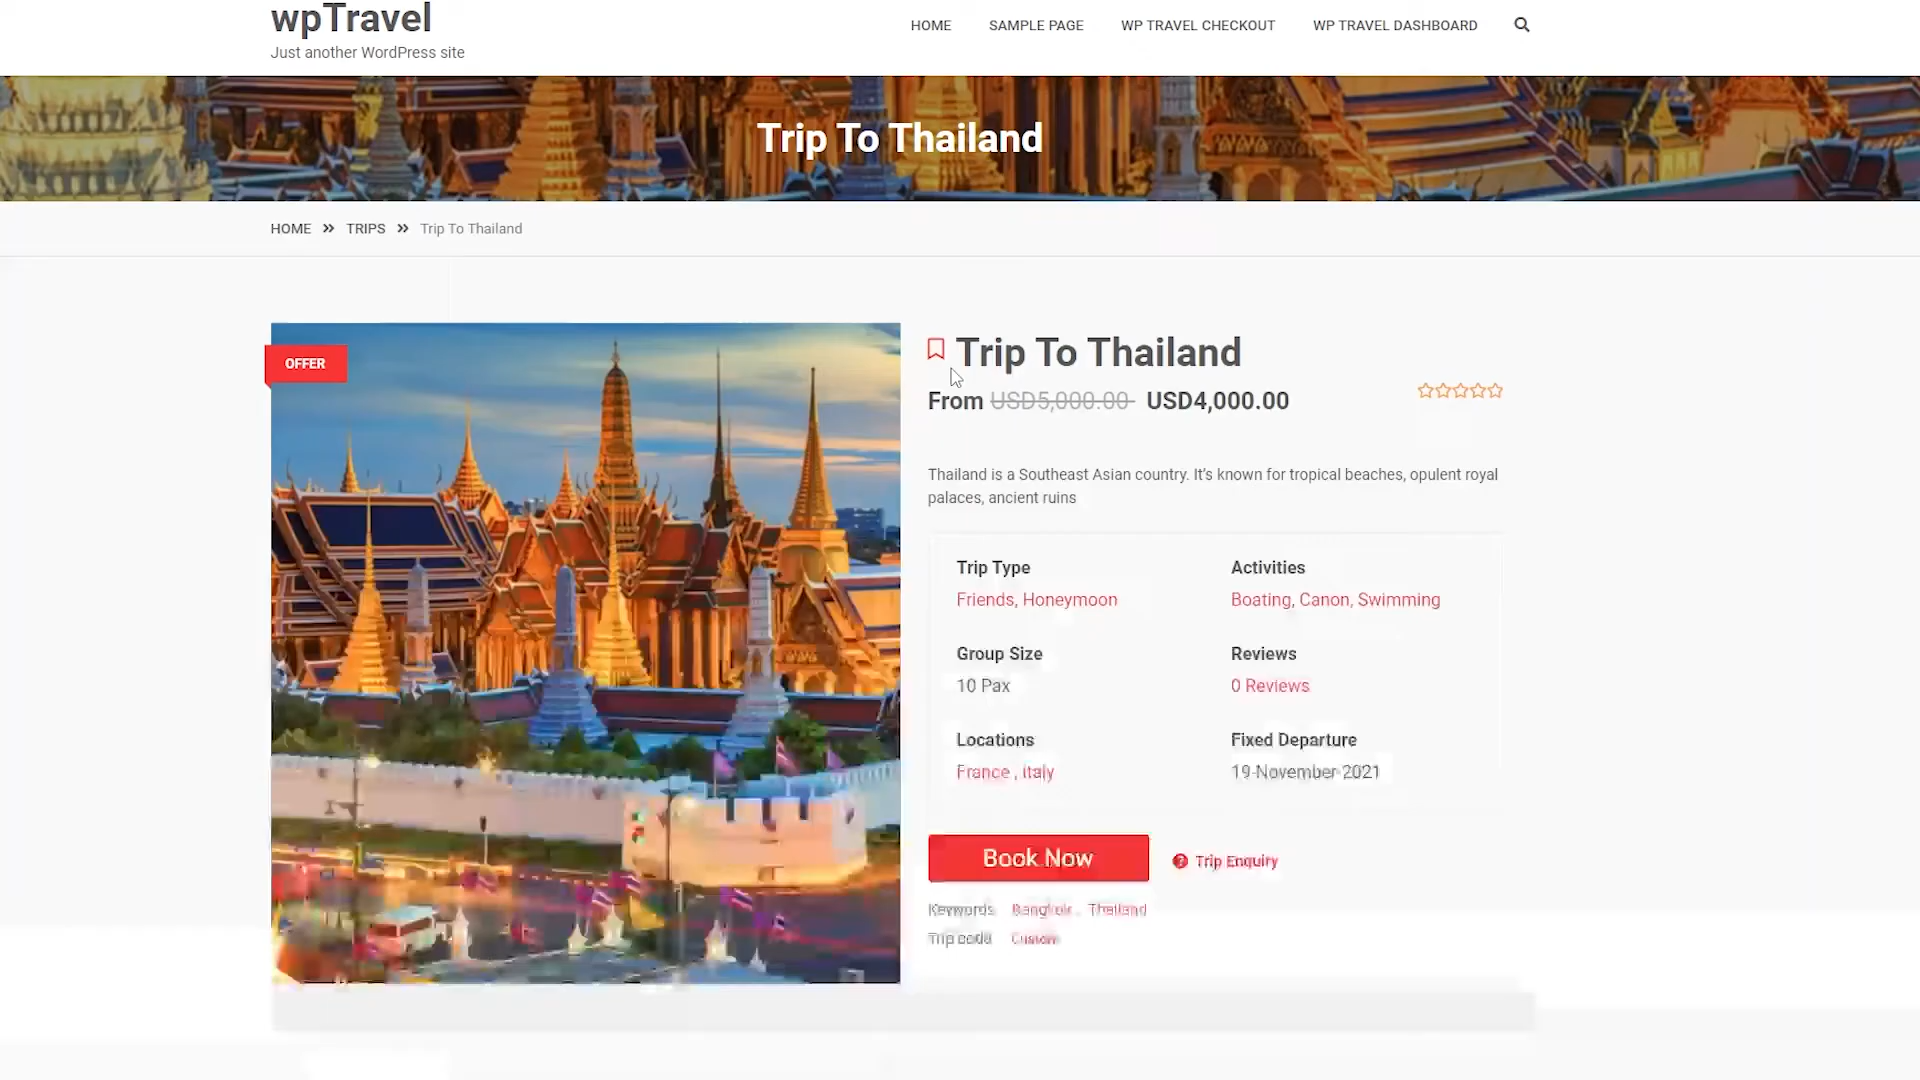 wpTravel
Just another WordPress site
HOME SAMPLE PAGE WP TRAVEL CHECKOUT WP TRAVEL DASHBOARD
Trip To Thailand
HOME » TRIPS » Trip To Thailand
OFFER
Trip To Thailand
From USD5,000.00 USD4,000.00
Thailand is a Southeast Asian country. It's known for tropical beaches, opulent royal
palaces, ancient ruins
Trip Type
Friends, Honeymoon
Activities
Boating, Canon, Swimming
Group Size
10 Pax
Reviews
0 Reviews
Locations
France , italy
Fixed Departure
19-November-2021
Book Now
Trip Enquiry
Keywords Bangkok , Thailand
Trip code Custom